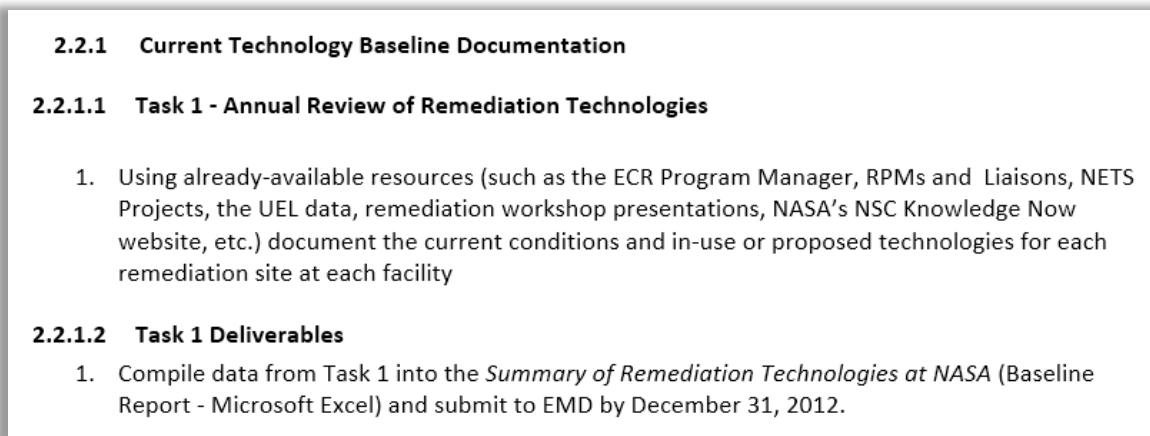 2.2.1 Current Technology Baseline Documentation
2.2.1.1 Task 1 - Annual Review of Remediation Technologies
1. Using already-available resources (such as the ECR Program Manager, RPMs and Liaisons, NETS
Projects, the UEL data, remediation workshop presentations, NASA’s NSC Knowledge Now
website, etc.) document the current conditions and in-use or proposed technologies for each
remediation site at each facility
2.2.1.2 Task 1 Deliverables
1. Compile data from Task 1 into the Summary of Remediation Technologies at NASA (Baseline
Report - Microsoft Excel) and submit to EMD by December 31, 2012.